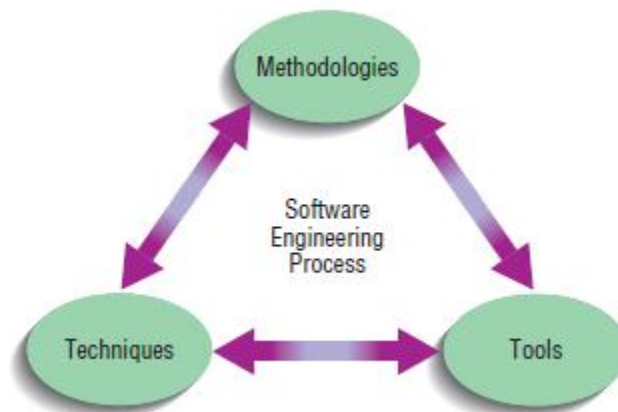 Methodologies
Software
Engineering
Process
Techniques
Tools